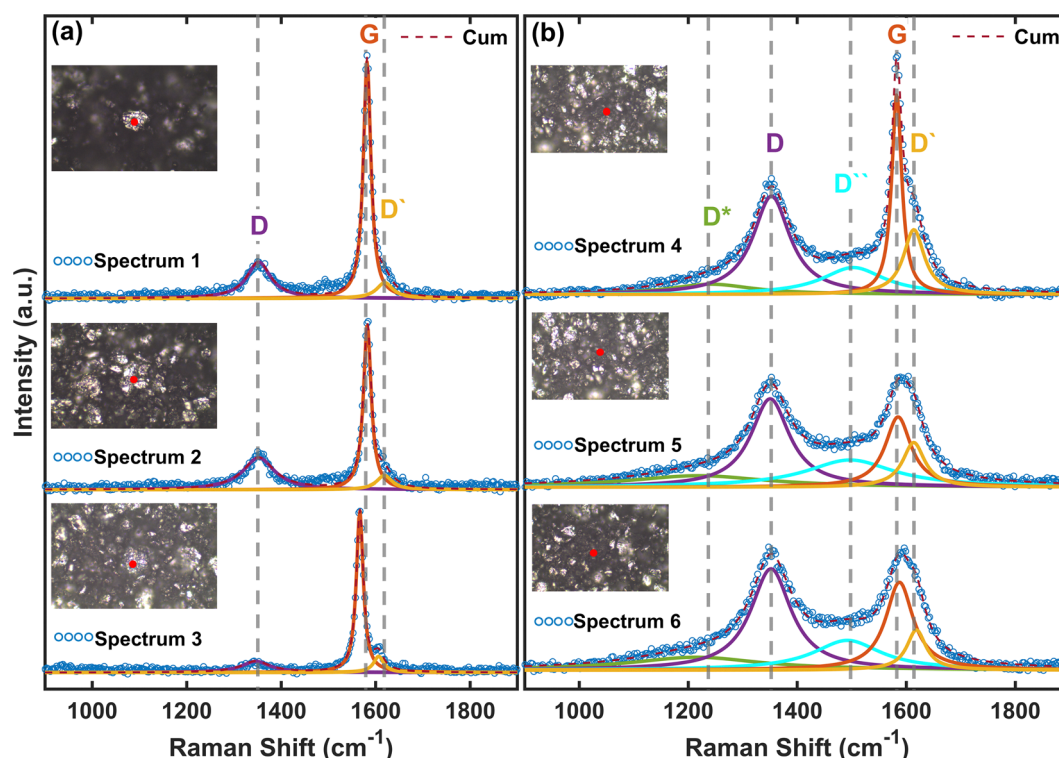 (a)
G
--- Cum
D
D`
Spectrum 1
Spectrum 2
Spectrum 3
1000 1200 1400 1600 1800
Raman Shift (cm-1)
Intensity (a.u.)
(b)
G
--- Cum
D
D`
D``
D*
Spectrum 4
Spectrum 5
Spectrum 6
1000 1200 1400 1600 1800
Raman Shift (cm-1)